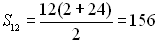 S₁₂ = 12(2 + 24) / 2 = 156